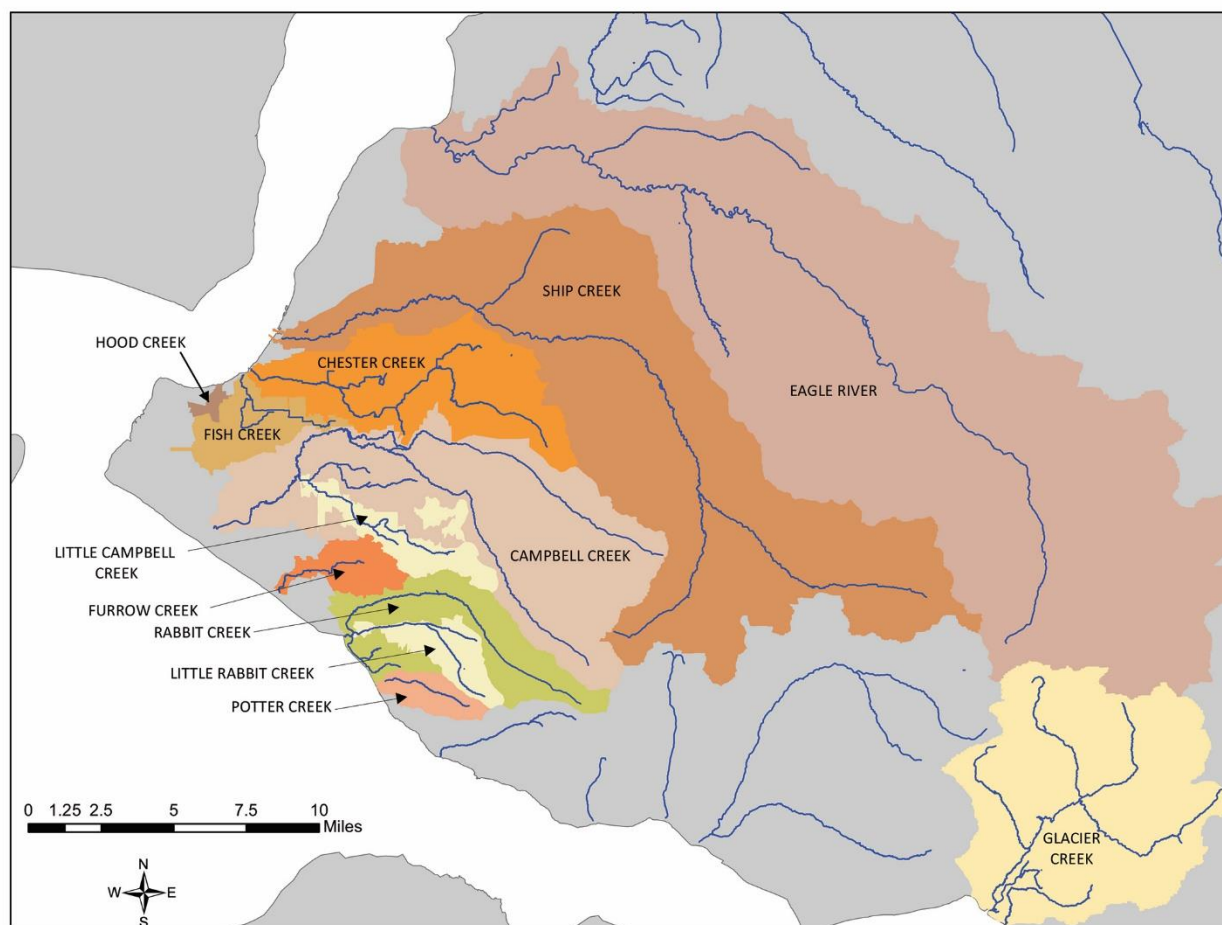 SHIP CREEK
HOOD CREEK
CHESTER CREEK
EAGLE RIVER
FISH CREEK
LITTLE CAMPBELL
CREEK
CAMPBELL CREEK
FURROW CREEK
RABBIT CREEK
LITTLE RABBIT CREEK
POTTER CREEK
0 1.25 2.5 5 7.5 10
Miles
GLACIER
CREEK
N
W E
S